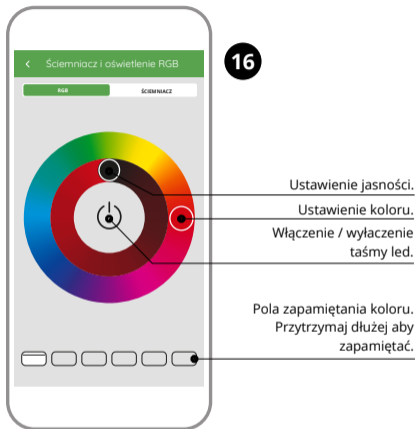 Ściemniacz i oświetlenie RGB
16
RGB ŚCIEMNIACZ
Ustawienie jasności.
Ustawienie koloru.
Włączenie / wyłaczenie
taśmy led.
Pola zapamiętania koloru.
Przytrzymaj dłużej aby
zapamiętać.